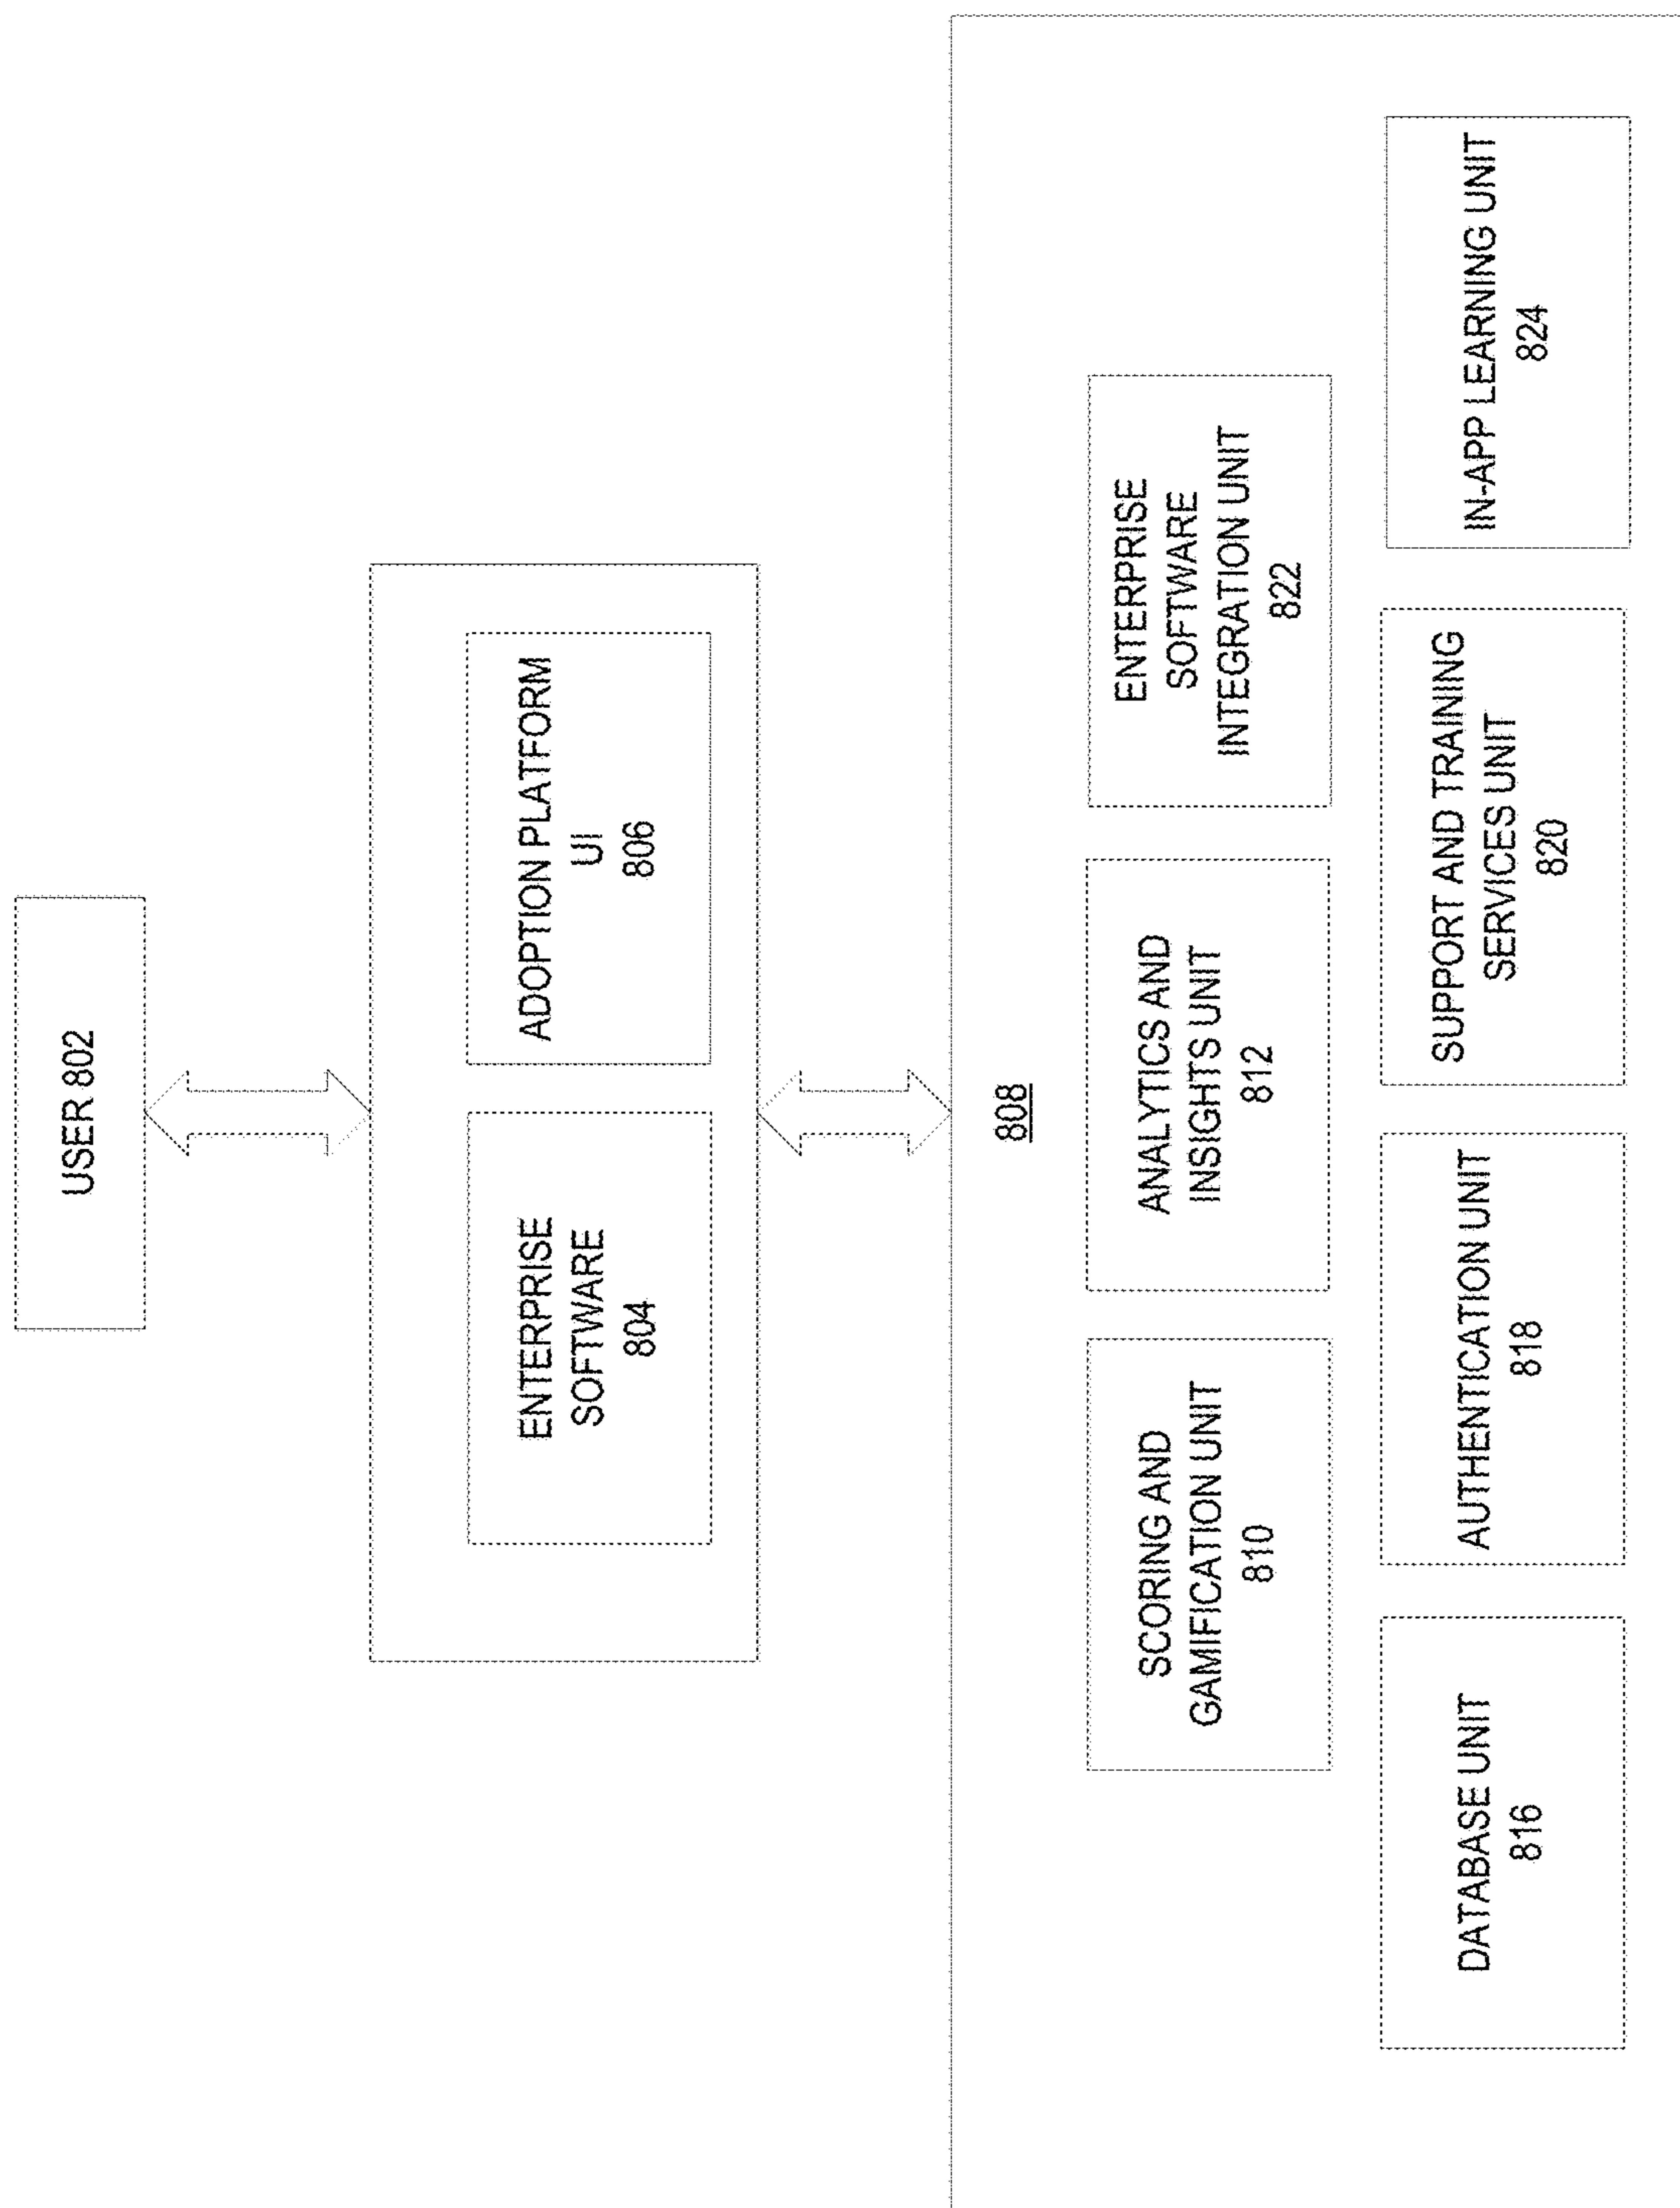 USER 802
ENTERPRISE
SOFTWARE
804
ADOPTION PLATFORM
UI
806
808
SCORING AND
GAMIFICATION UNIT
810
ANALYTICS AND
INSIGHTS UNIT
812
ENTERPRISE
SOFTWARE
INTEGRATION UNIT
822
DATABASE UNIT
816
AUTHENTICATION UNIT
818
SUPPORT AND TRAINING
SERVICES UNIT
820
IN-APP LEARNING UNIT
824